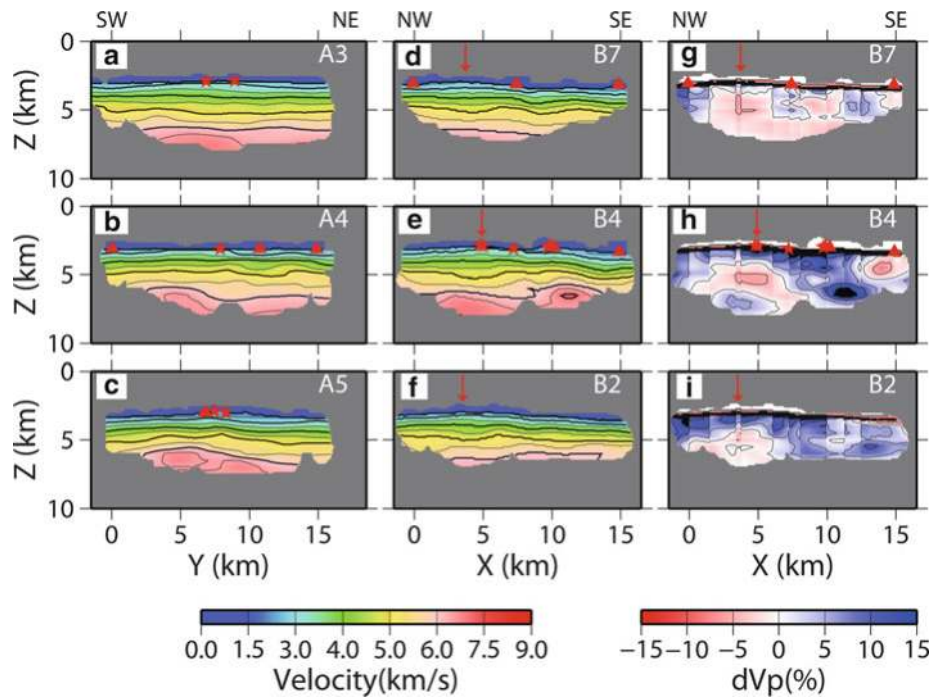 SW NE NW SE NW SE
0 a A3 d B7 g B7
Z (km)
5
10
0 b A4 e B4 h B4
Z (km)
5
10
0 c A5 f B2 i B2
Z (km)
5
10
0 5 10 15 0 5 10 15 0 5 10 15
Y (km) X (km) X (km)
0.0 1.5 3.0 4.0 5.0 6.0 7.5 9.0
Velocity(km/s)
−15 −10 −5 0 5 10 15
dVp(%)